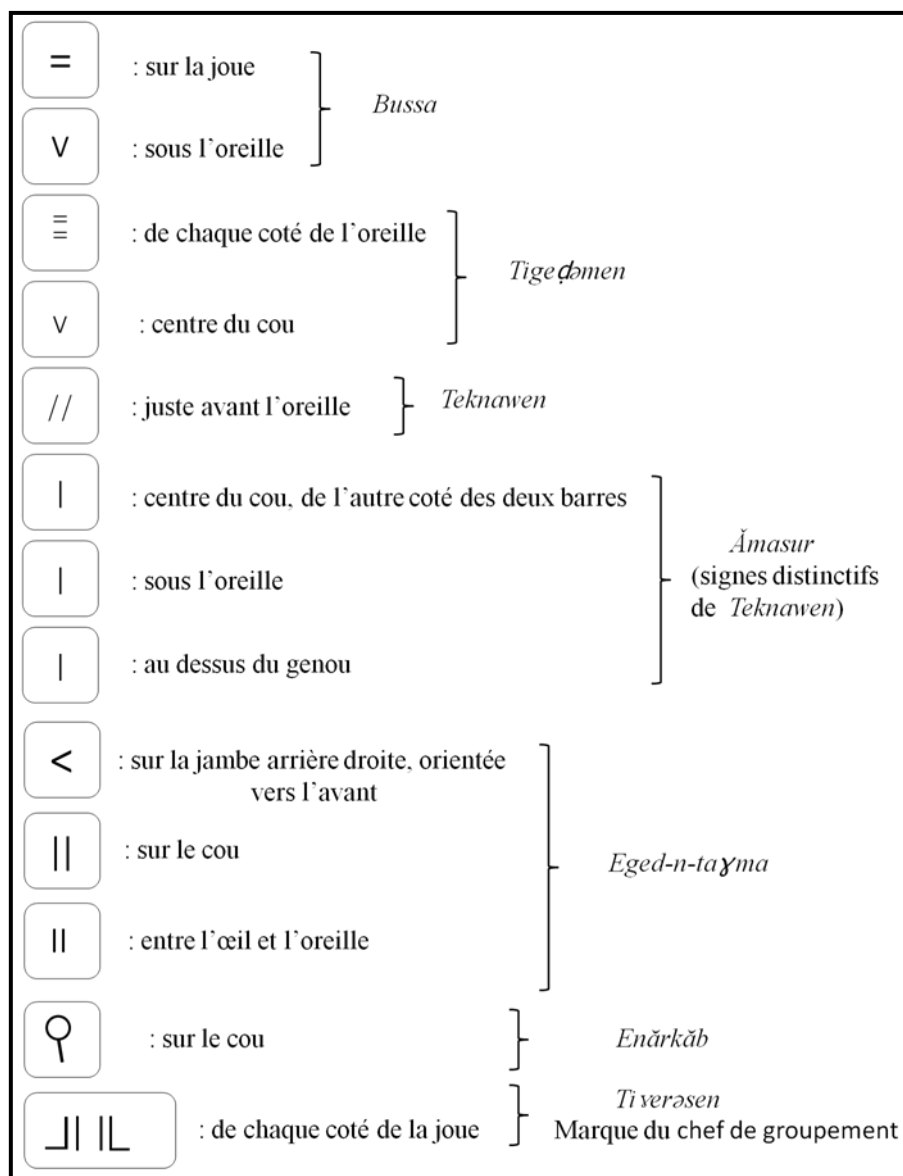 = : sur la joue
Bussa
V : sous l’oreille
= = : de chaque coté de l’oreille
Tigeḍəmen
V : centre du cou
// : juste avant l’oreille
Teknawen
| : centre du cou, de l’autre coté des deux barres
Ămasur
(signes distinctifs
de Teknawen)
| : sous l’oreille
| : au dessus du genou
< : sur la jambe arrière droite, orientée
vers l’avant
|| : sur le cou
Eged-n-taɣma
|| : entre l’œil et l’oreille
: sur le cou
Enărkăb
: de chaque coté de la joue
Tiverəsen
Marque du chef de groupement